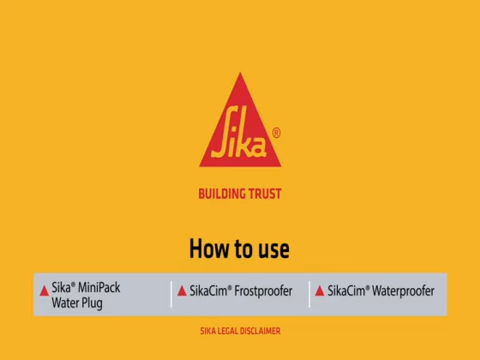 Sika®
BUILDING TRUST
How to use
Sika® MiniPack
Water Plug
SikaCim® Frostproofer
SikaCim® Waterproofer
SIKA LEGAL DISCLAIMER